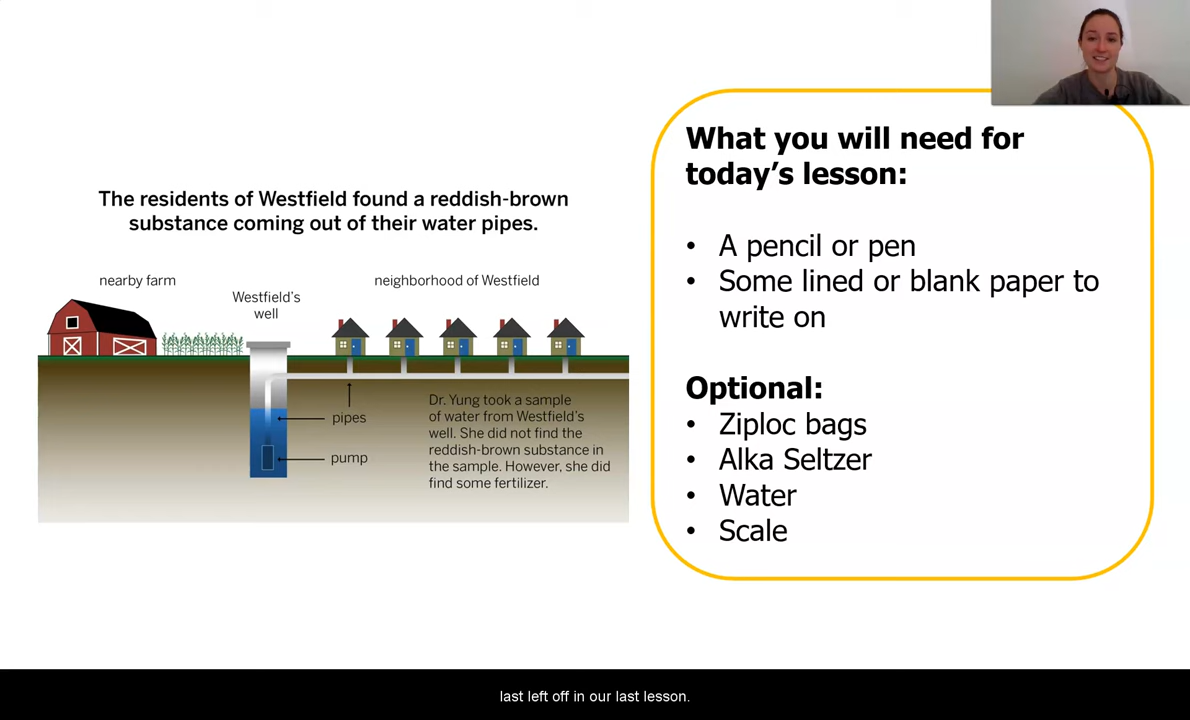 The residents of Westfield found a reddish-brown
substance coming out of their water pipes.
nearby farm
Westfield's
well
neighborhood of Westfield
pipes
pump
Dr. Yung took a sample
of water from Westfield's
well. She did not find the
reddish-brown substance in
the sample. However, she did
find some fertilizer.
What you will need for
today's lesson:
• A pencil or pen
• Some lined or blank paper to
write on
Optional:
• Ziploc bags
• Alka Seltzer
• Water
• Scale
last left off in our last lesson.